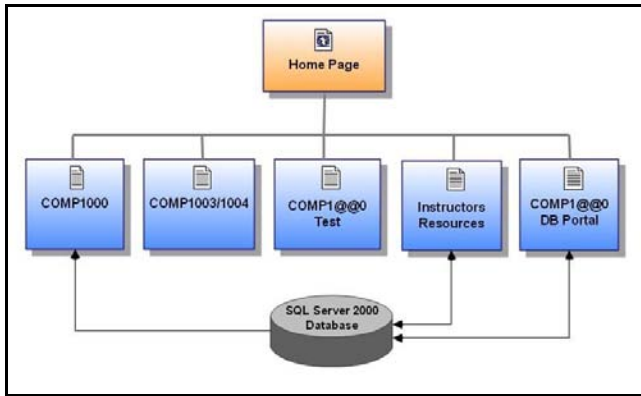 Home Page
COMP1000
COMP1003/1004
COMP1@@0
Test
Instructors
Resources
COMP1@@0
DB Portal
SQL Server 2000
Database